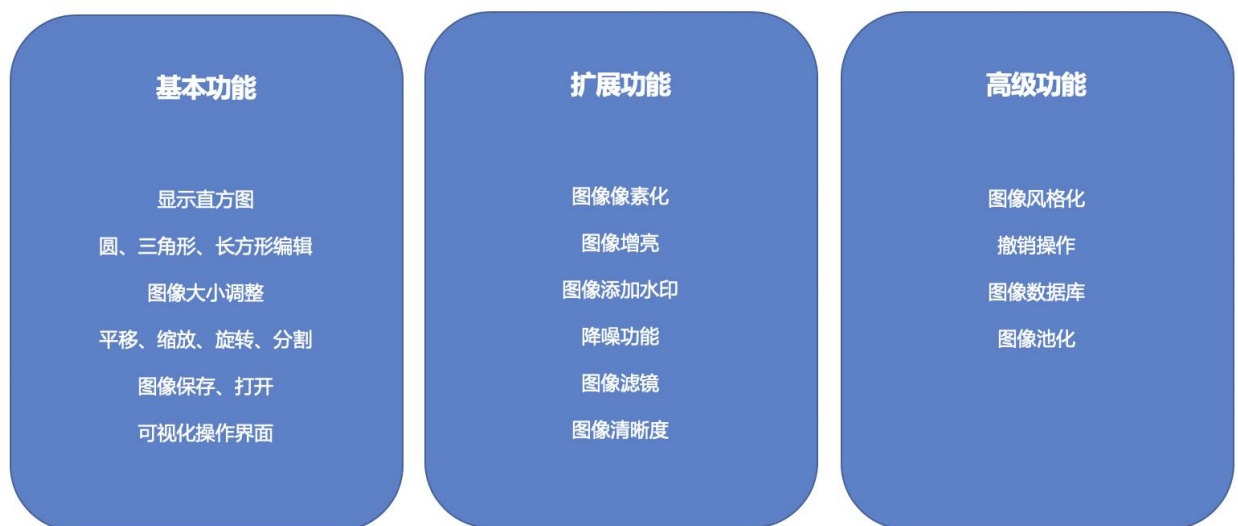 基本功能
显示直方图
圆、三角形、长方形编辑
图像大小调整
平移、缩放、旋转、分割
图像保存、打开
可视化操作界面
扩展功能
图像像素化
图像增亮
图像添加水印
降噪功能
图像滤镜
图像清晰度
高级功能
图像风格化
撤销操作
图像数据库
图像池化